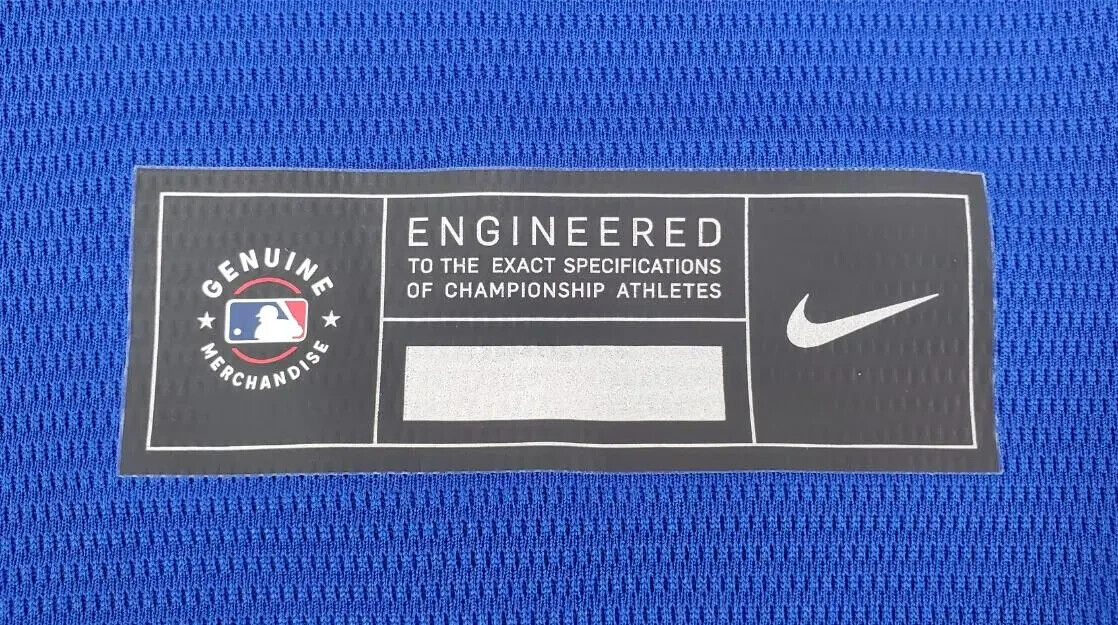 GENUINE
MERCHANDISE
ENGINEERED
TO THE EXACT SPECIFICATIONS
OF CHAMPIONSHIP ATHLETES